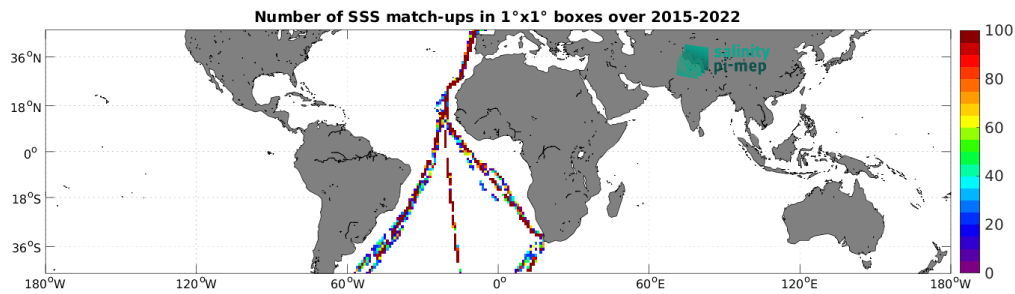 Number of SSS match-ups in 1°x1° boxes over 2015-2022
36°N
18°N
0°
18°S
36°S
180°W 120°W 60°W 0° 60°E 120°E 180°W
salinity
pi-mep
100
80
60
40
20
0